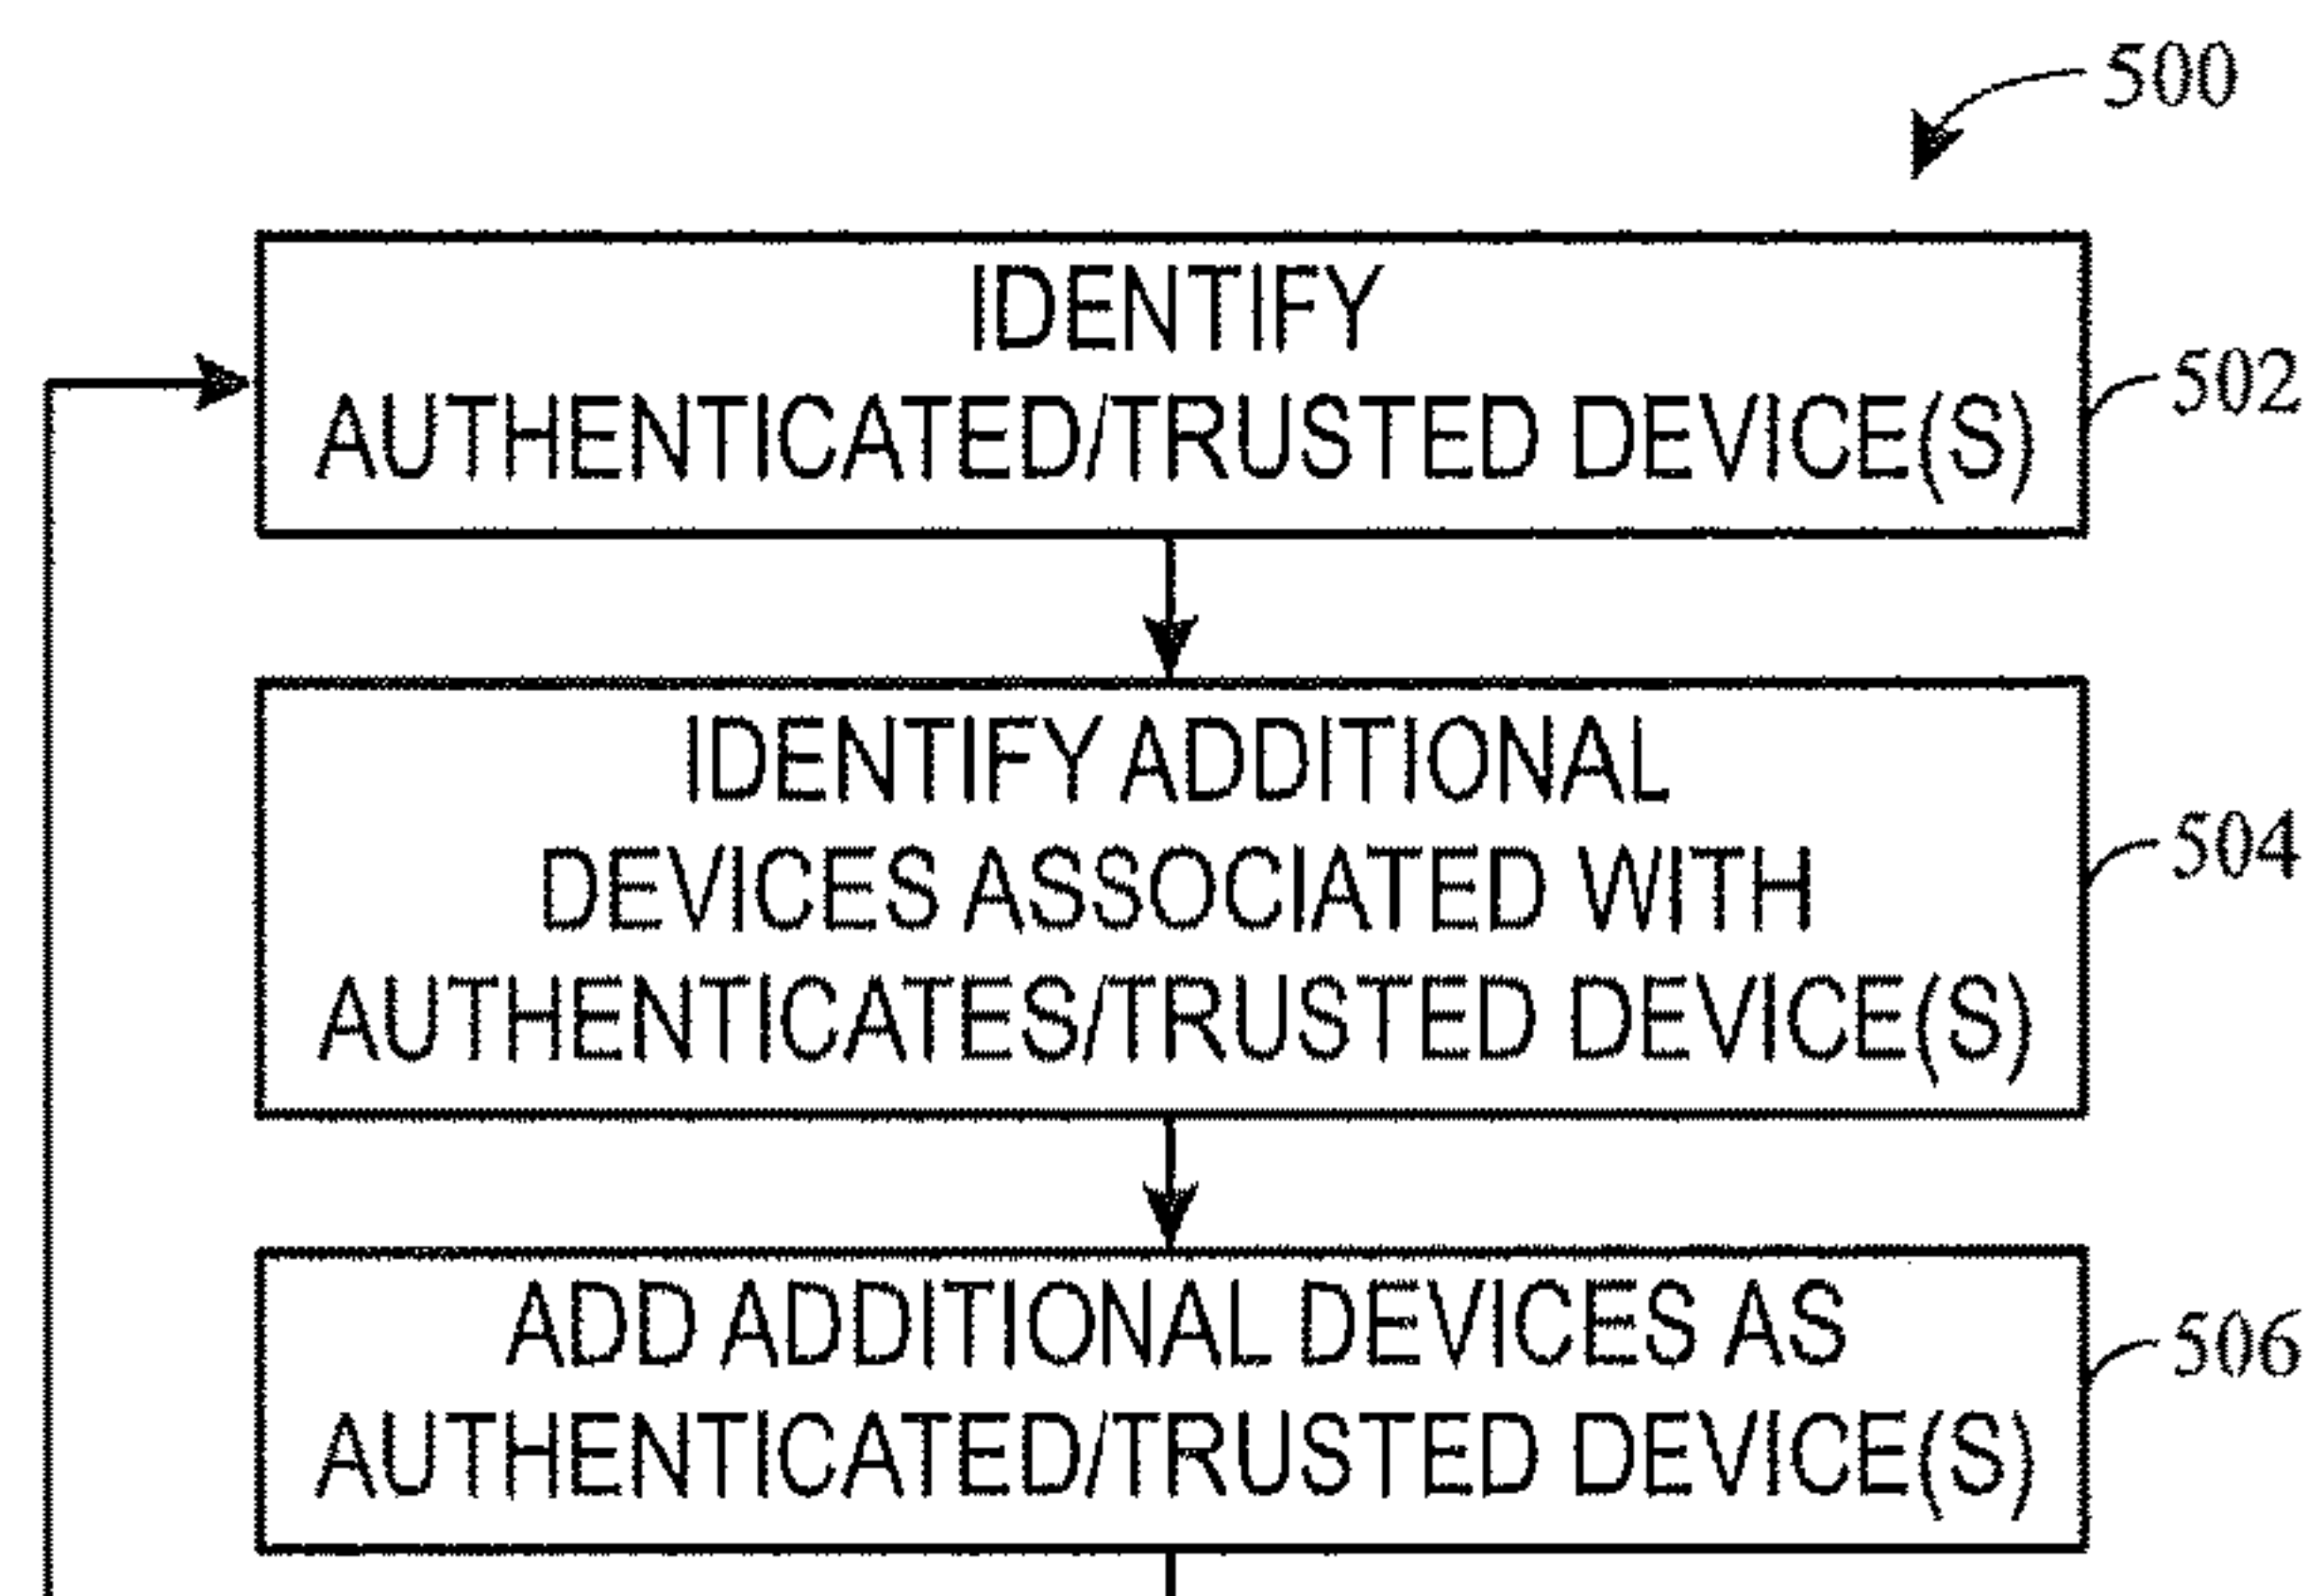 500
IDENTIFY
AUTHENTICATED/TRUSTED DEVICE(S)
502
IDENTIFY ADDITIONAL
DEVICES ASSOCIATED WITH
AUTHENTICATES/TRUSTED DEVICE(S)
504
ADD ADDITIONAL DEVICES AS
AUTHENTICATED/TRUSTED DEVICE(S)
506